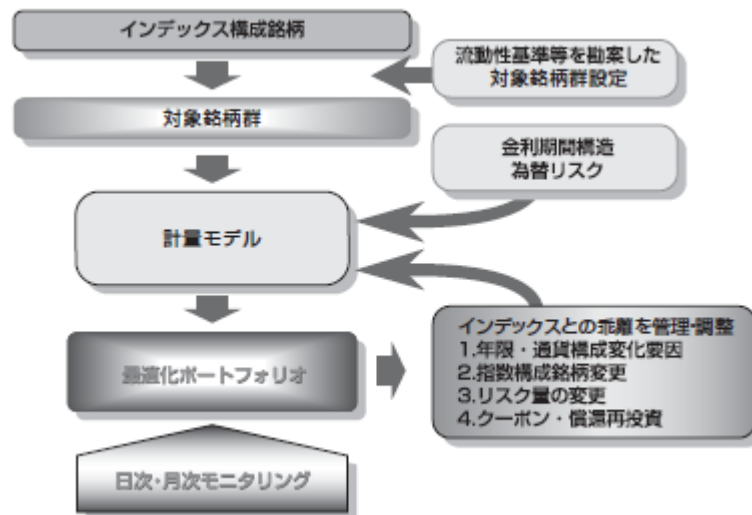 インデックス構成銘柄
流動性基準等を勘案した
対象銘柄群設定
対象銘柄群
金利期間構造
為替リスク
計量モデル
インデックスとの乖離を管理・調整
1.年限・通貨構成変化要因
2.指数構成銘柄変更
3.リスク量の変更
4.クーポン・償還再投資
最適化ポートフォリオ
日次・月次モニタリング